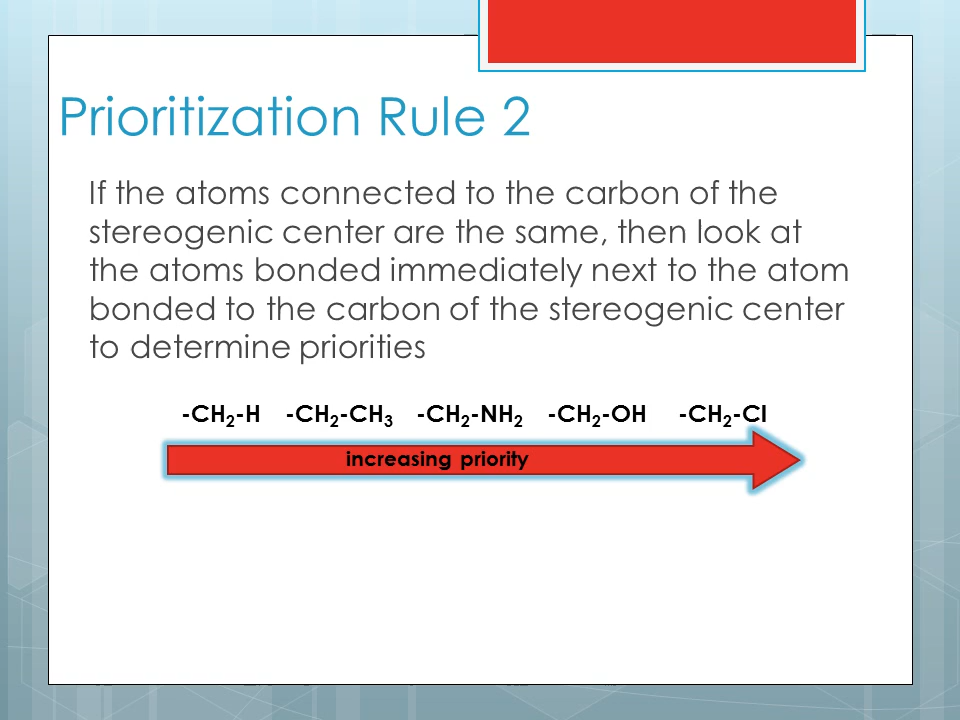 Prioritization Rule 2
If the atoms connected to the carbon of the
stereogenic center are the same, then look at
the atoms bonded immediately next to the atom
bonded to the carbon of the stereogenic center
to determine priorities
-CH₂-H -CH₂-CH₃ -CH₂-NH₂ -CH₂-OH -CH₂-Cl
increasing priority